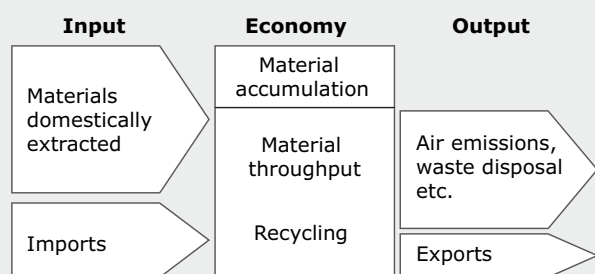 Input
Economy
Output
Materials
domestically
extracted
Imports
Material
accumulation
Material
throughput
Recycling
Air emissions,
waste disposal
etc.
Exports